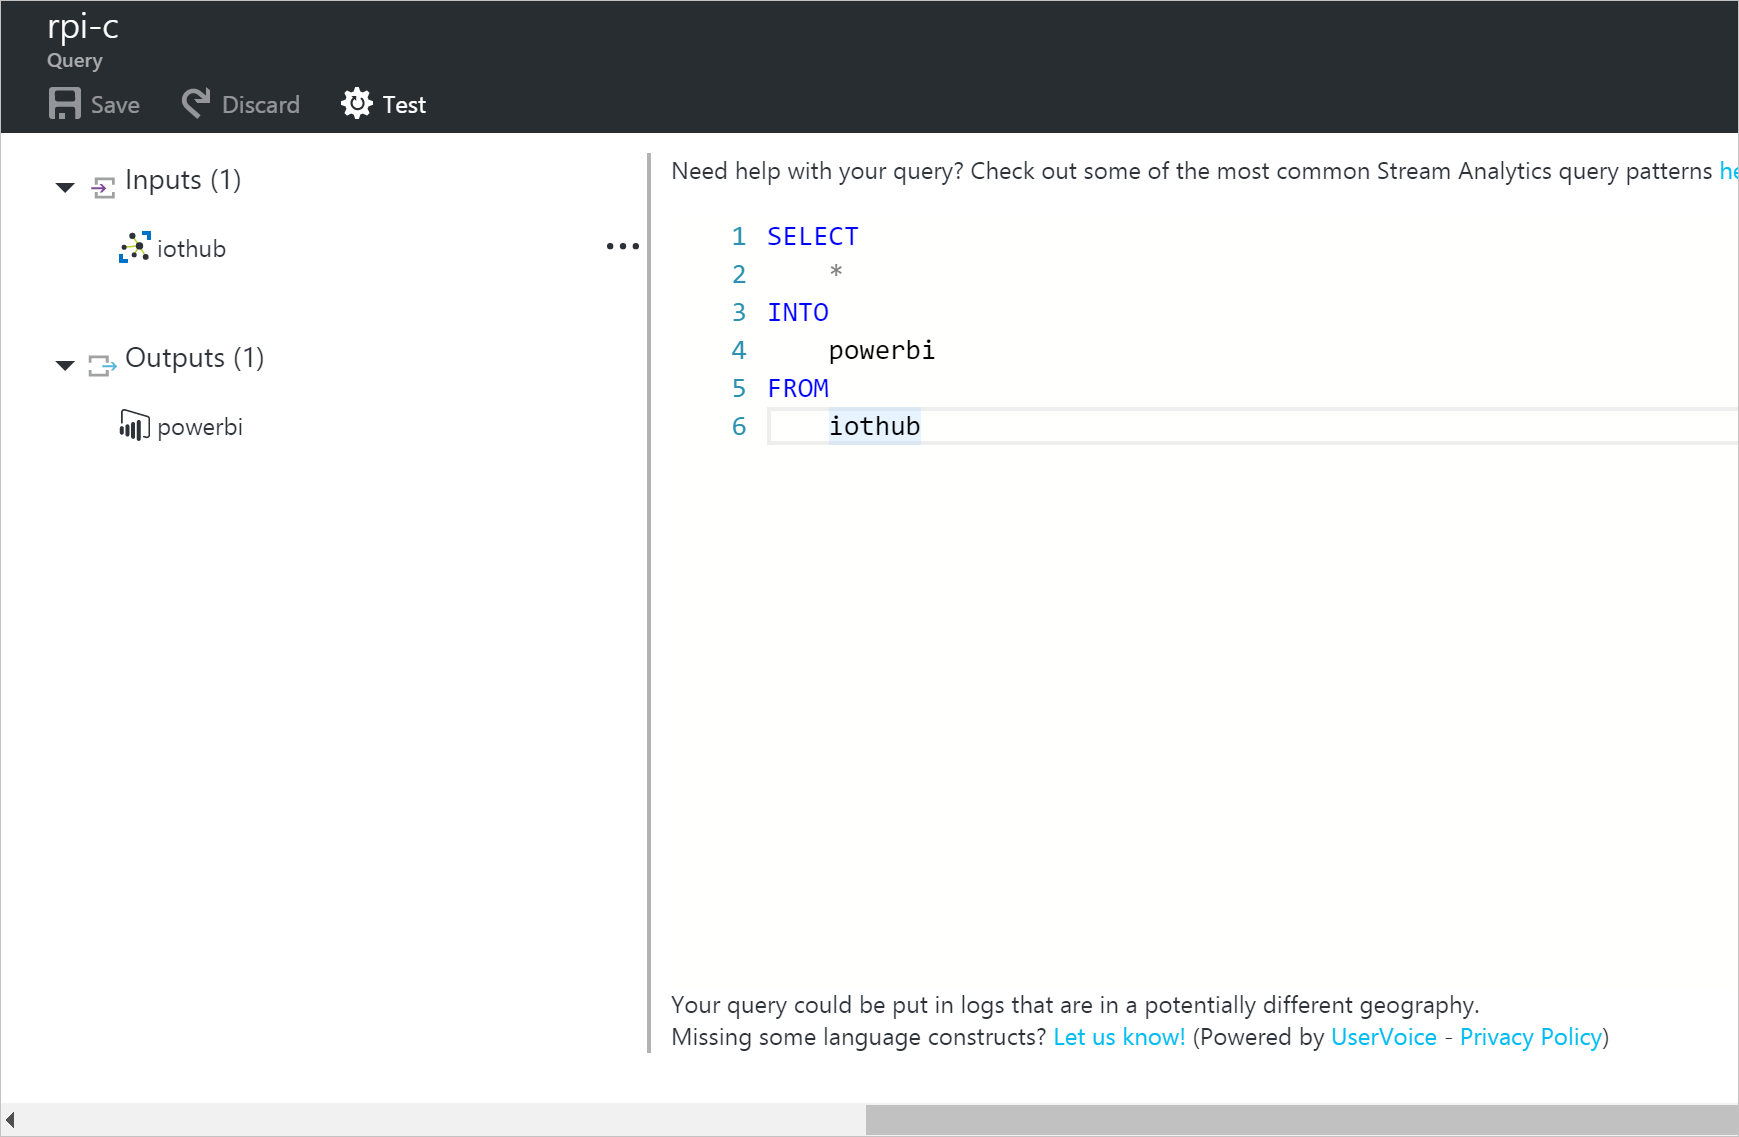 rpi-c
Query
Save Discard Test
Inputs (1)
iothub
Outputs (1)
powerbi
Need help with your query? Check out some of the most common Stream Analytics query patterns
1 SELECT
2 *
3 INTO
4 powerbi
5 FROM
6 iothub
Your query could be put in logs that are in a potentially different geography.
Missing some language constructs? Let us know! (Powered by UserVoice - Privacy Policy)